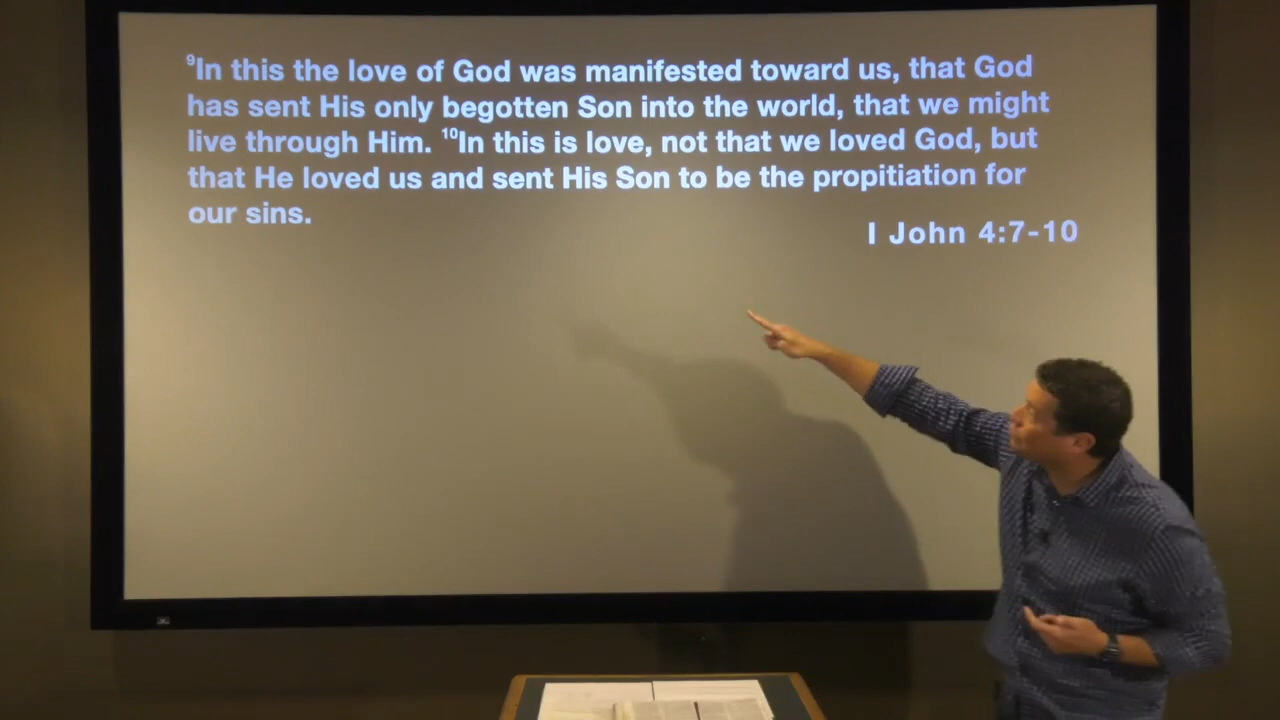 ⁹In this the love of God was manifested toward us, that God
has sent His only begotten Son into the world, that we might
live through Him. ¹⁰In this is love, not that we loved God, but
that He loved us and sent His Son to be the propitiation for
our sins.
I John 4:7-10